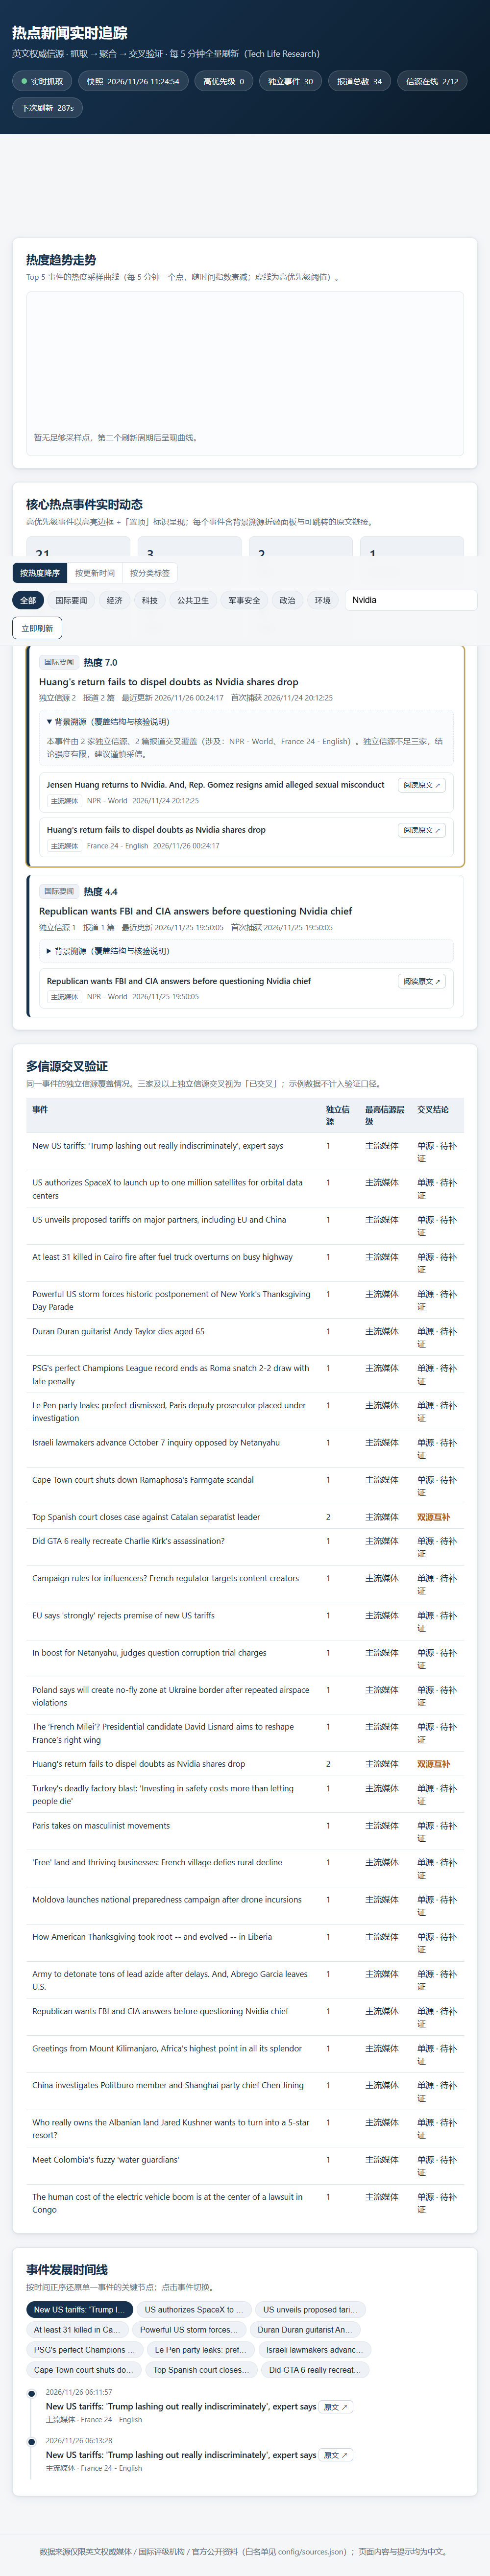 热点新闻实时追踪
英文权威信源 · 抓取 → 聚合 → 交叉验证 · 每 5 分钟全量刷新（Tech Life Research）
实时抓取
快照 2026/11/26 11:24:54
高优先级 0
独立事件 30
报道总数 34
信源在线 2/12
下次刷新 287s
热度趋势走势
Top 5 事件的热度采样曲线（每 5 分钟一个点，随时间指数衰减；虚线为高优先级阈值）。
暂无足够采样点，第二个刷新周期后呈现曲线。
核心热点事件实时动态
高优先级事件以高亮边框 +「置顶」标识呈现；每个事件含背景溯源折叠面板与可跳转的原文链接。
21
3
2
1
按热度降序
按更新时间
按分类标签
全部
国际要闻
经济
科技
公共卫生
军事安全
政治
环境
Nvidia
立即刷新
国际要闻 热度 7.0
Huang's return fails to dispel doubts as Nvidia shares drop
独立信源 2 报道 2 篇 最近更新 2026/11/26 00:24:17 首次捕获 2026/11/24 20:12:25
▼ 背景溯源（覆盖结构与核验说明）
本事件由 2 家独立信源、2 篇报道交叉覆盖（涉及：NPR - World、France 24 - English）。独立信源不足三家，结
论强度有限，建议谨慎采信。
Jensen Huang returns to Nvidia. And, Rep. Gomez resigns amid alleged sexual misconduct
阅读原文 ↗
主流媒体 NPR - World 2026/11/24 20:12:25
Huang's return fails to dispel doubts as Nvidia shares drop
阅读原文 ↗
主流媒体 France 24 - English 2026/11/26 00:24:17
国际要闻 热度 4.4
Republican wants FBI and CIA answers before questioning Nvidia chief
独立信源 1 报道 1 篇 最近更新 2026/11/25 19:50:05 首次捕获 2026/11/25 19:50:05
▶ 背景溯源（覆盖结构与核验说明）
Republican wants FBI and CIA answers before questioning Nvidia chief
阅读原文 ↗
主流媒体 NPR - World 2026/11/25 19:50:05
多信源交叉验证
同一事件的独立信源覆盖情况。三家及以上独立信源交叉视为「已交叉」；示例数据不计入验证口径。
事件 独立信源 最高信源层级 交叉结论
New US tariffs: 'Trump lashing out really indiscriminately', expert says 1 主流媒体 单源 · 待补证
US authorizes SpaceX to launch up to one million satellites for orbital data centers 1 主流媒体 单源 · 待补证
US unveils proposed tariffs on major partners, including EU and China 1 主流媒体 单源 · 待补证
At least 31 killed in Cairo fire after fuel truck overturns on busy highway 1 主流媒体 单源 · 待补证
Powerful US storm forces historic postponement of New York's Thanksgiving Day Parade 1 主流媒体 单源 · 待补证
Duran Duran guitarist Andy Taylor dies aged 65 1 主流媒体 单源 · 待补证
PSG's perfect Champions League record ends as Roma snatch 2-2 draw with late penalty 1 主流媒体 单源 · 待补证
Le Pen party leaks: prefect dismissed, Paris deputy prosecutor placed under investigation 1 主流媒体 单源 · 待补证
Israeli lawmakers advance October 7 inquiry opposed by Netanyahu 1 主流媒体 单源 · 待补证
Cape Town court shuts down Ramaphosa's Farmgate scandal 1 主流媒体 单源 · 待补证
Top Spanish court closes case against Catalan separatist leader 2 主流媒体 双源互补
Did GTA 6 really recreate Charlie Kirk's assassination? 1 主流媒体 单源 · 待补证
Campaign rules for influencers? French regulator targets content creators 1 主流媒体 单源 · 待补证
EU says 'strongly' rejects premise of new US tariffs 1 主流媒体 单源 · 待补证
In boost for Netanyahu, judges question corruption trial charges 1 主流媒体 单源 · 待补证
Poland says will create no-fly zone at Ukraine border after repeated airspace violations 1 主流媒体 单源 · 待补证
The 'French Milei'? Presidential candidate David Lisnard aims to reshape France's right wing 1 主流媒体 单源 · 待补证
Huang's return fails to dispel doubts as Nvidia shares drop 2 主流媒体 双源互补
Turkey's deadly factory blast: 'Investing in safety costs more than letting people die' 1 主流媒体 单源 · 待补证
Paris takes on masculinist movements 1 主流媒体 单源 · 待补证
'Free' land and thriving businesses: French village defies rural decline 1 主流媒体 单源 · 待补证
Moldova launches national preparedness campaign after drone incursions 1 主流媒体 单源 · 待补证
How American Thanksgiving took root -- and evolved -- in Liberia 1 主流媒体 单源 · 待补证
Army to detonate tons of lead azide after delays. And, Abrego Garcia leaves U.S. 1 主流媒体 单源 · 待补证
Republican wants FBI and CIA answers before questioning Nvidia chief 1 主流媒体 单源 · 待补证
Greetings from Mount Kilimanjaro, Africa's highest point in all its splendor 1 主流媒体 单源 · 待补证
China investigates Politburo member and Shanghai party chief Chen Jining 1 主流媒体 单源 · 待补证
Who really owns the Albanian land Jared Kushner wants to turn into a 5-star resort? 1 主流媒体 单源 · 待补证
Meet Colombia's fuzzy 'water guardians' 1 主流媒体 单源 · 待补证
The human cost of the electric vehicle boom is at the center of a lawsuit in Congo 1 主流媒体 单源 · 待补证
事件发展时间线
按时间正序还原单一事件的关键节点；点击事件切换。
New US tariffs: 'Trump l…
US authorizes SpaceX to …
US unveils proposed tari…
At least 31 killed in Ca…
Powerful US storm forces…
Duran Duran guitarist An…
PSG's perfect Champions …
Le Pen party leaks: pref…
Israeli lawmakers advanc…
Cape Town court shuts do…
Top Spanish court closes…
Did GTA 6 really recreat…
2026/11/26 06:11:57
New US tariffs: 'Trump lashing out really indiscriminately', expert says 原文 ↗
主流媒体 · France 24 - English
2026/11/26 06:13:28
New US tariffs: 'Trump lashing out really indiscriminately', expert says 原文 ↗
主流媒体 · France 24 - English
数据来源仅限英文权威媒体 / 国际评级机构 / 官方公开资料（白名单见 config/sources.json）；页面内容与提示均为中文。